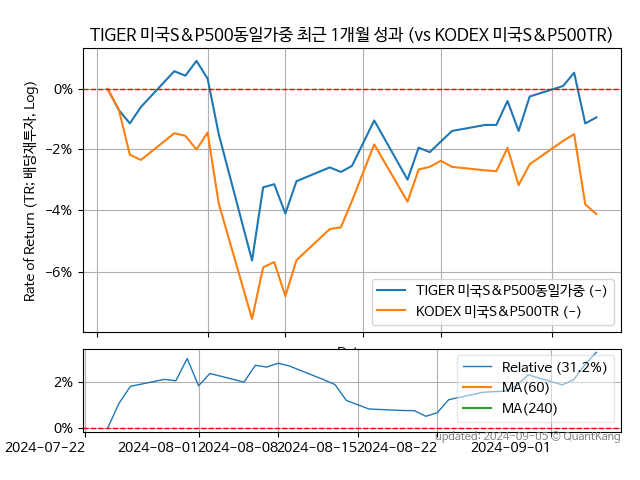 TIGER 미국S&P500동일가중 최근 1개월 성과 (vs KODEX 미국S&P500TR)
Rate of Return (TR: 배당재투자, Log)
0%
−2%
−4%
−6%
TIGER 미국S&P500동일가중 (-)
KODEX 미국S&P500TR (-)
2%
0%
Relative (31.2%)
MA(60)
MA(240)
updated: 2024-09-05 © QuantKang
2024-07-22
2024-08-01
2024-08-08
2024-08-15
2024-08-22
2024-09-01